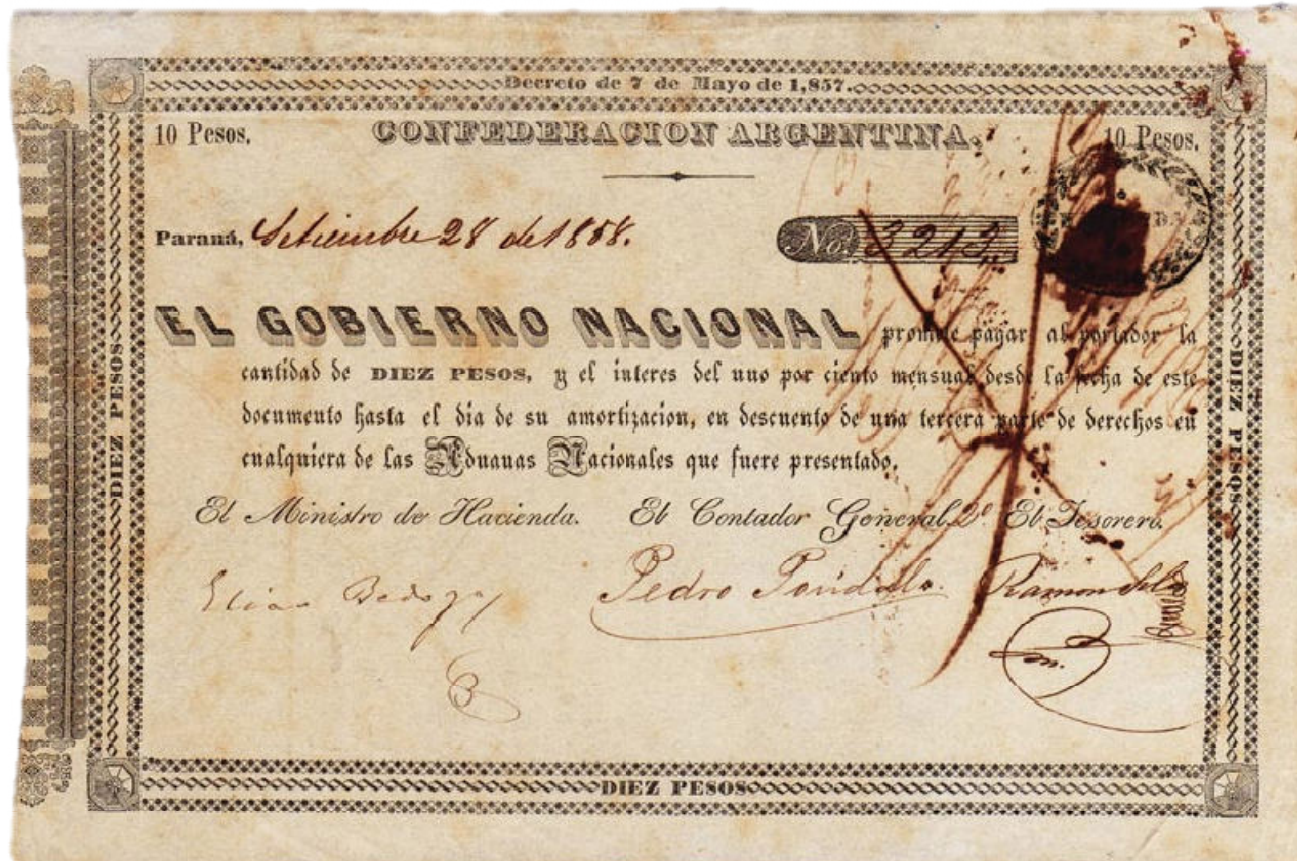 Decreto de 7 de Mayo de 1,857.
10 Pesos. CONFEDERACION ARGENTINA. 10 Pesos.
Paraná, Setiembre 28 de 1858. No. 3213
EL GOBIERNO NACIONAL promete pagar al portador la
cantidad de DIEZ PESOS, y el interes del uno por ciento mensual desde la fecha de este
documento hasta el dia de su amortizacion, en descuento de una tercera parte de derechos en
cualquiera de las Aduanas Nacionales que fuere presentado.
El Ministro de Hacienda. El Contador General 2º El Tesorero.
Elias Bedoya Pedro Ramon
DIEZ PESOS
DIEZ PESOS
DIEZ PESOS